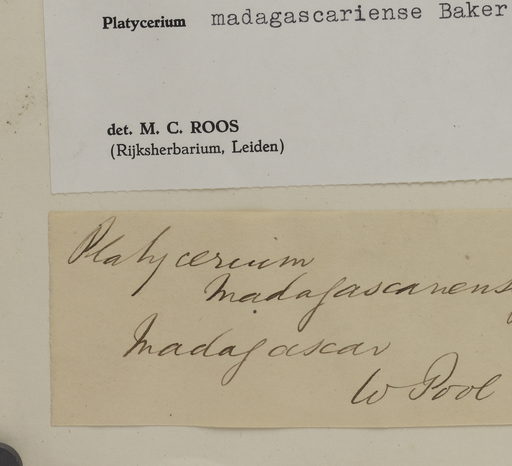 Platycerium madagascariense Baker
det. M. C. ROOS
(Rijksherbarium, Leiden)
Platycerium
Madagascariens
Madagascar
W Pool